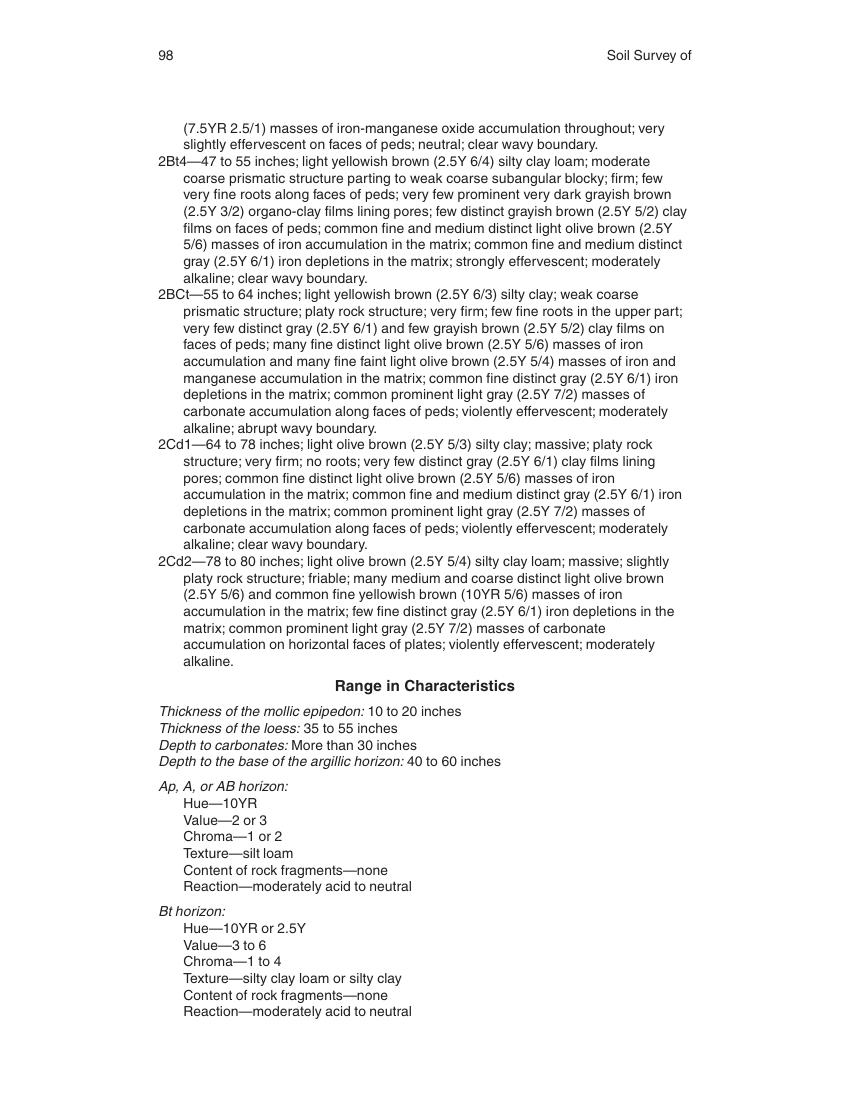 98
Soil Survey of
(7.5YR 2.5/1) masses of iron-manganese oxide accumulation throughout; very
slightly effervescent on faces of peds; neutral; clear wavy boundary.
2Bt4—47 to 55 inches; light yellowish brown (2.5Y 6/4) silty clay loam; moderate
coarse prismatic structure parting to weak coarse subangular blocky; firm; few
very fine roots along faces of peds; very few prominent very dark grayish brown
(2.5Y 3/2) organo-clay films lining pores; few distinct grayish brown (2.5Y 5/2) clay
films on faces of peds; common fine and medium distinct light olive brown (2.5Y
5/6) masses of iron accumulation in the matrix; common fine and medium distinct
gray (2.5Y 6/1) iron depletions in the matrix; strongly effervescent; moderately
alkaline; clear wavy boundary.
2BCt—55 to 64 inches; light yellowish brown (2.5Y 6/3) silty clay; weak coarse
prismatic structure; platy rock structure; very firm; few fine roots in the upper part;
very few distinct gray (2.5Y 6/1) and few grayish brown (2.5Y 5/2) clay films on
faces of peds; many fine distinct light olive brown (2.5Y 5/6) masses of iron
accumulation and many fine faint light olive brown (2.5Y 5/4) masses of iron and
manganese accumulation in the matrix; common fine distinct gray (2.5Y 6/1) iron
depletions in the matrix; common prominent light gray (2.5Y 7/2) masses of
carbonate accumulation along faces of peds; violently effervescent; moderately
alkaline; abrupt wavy boundary.
2Cd1—64 to 78 inches; light olive brown (2.5Y 5/3) silty clay; massive; platy rock
structure; very firm; no roots; very few distinct gray (2.5Y 6/1) clay films lining
pores; common fine distinct light olive brown (2.5Y 5/6) masses of iron
accumulation in the matrix; common fine and medium distinct gray (2.5Y 6/1) iron
depletions in the matrix; common prominent light gray (2.5Y 7/2) masses of
carbonate accumulation along faces of peds; violently effervescent; moderately
alkaline; clear wavy boundary.
2Cd2—78 to 80 inches; light olive brown (2.5Y 5/4) silty clay loam; massive; slightly
platy rock structure; friable; many medium and coarse distinct light olive brown
(2.5Y 5/6) and common fine yellowish brown (10YR 5/6) masses of iron
accumulation in the matrix; few fine distinct gray (2.5Y 6/1) iron depletions in the
matrix; common prominent light gray (2.5Y 7/2) masses of carbonate
accumulation on horizontal faces of plates; violently effervescent; moderately
alkaline.
Range in Characteristics
Thickness of the mollic epipedon: 10 to 20 inches
Thickness of the loess: 35 to 55 inches
Depth to carbonates: More than 30 inches
Depth to the base of the argillic horizon: 40 to 60 inches
Ap, A, or AB horizon:
Hue—10YR
Value—2 or 3
Chroma—1 or 2
Texture—silt loam
Content of rock fragments—none
Reaction—moderately acid to neutral
Bt horizon:
Hue—10YR or 2.5Y
Value—3 to 6
Chroma—1 to 4
Texture—silty clay loam or silty clay
Content of rock fragments—none
Reaction—moderately acid to neutral